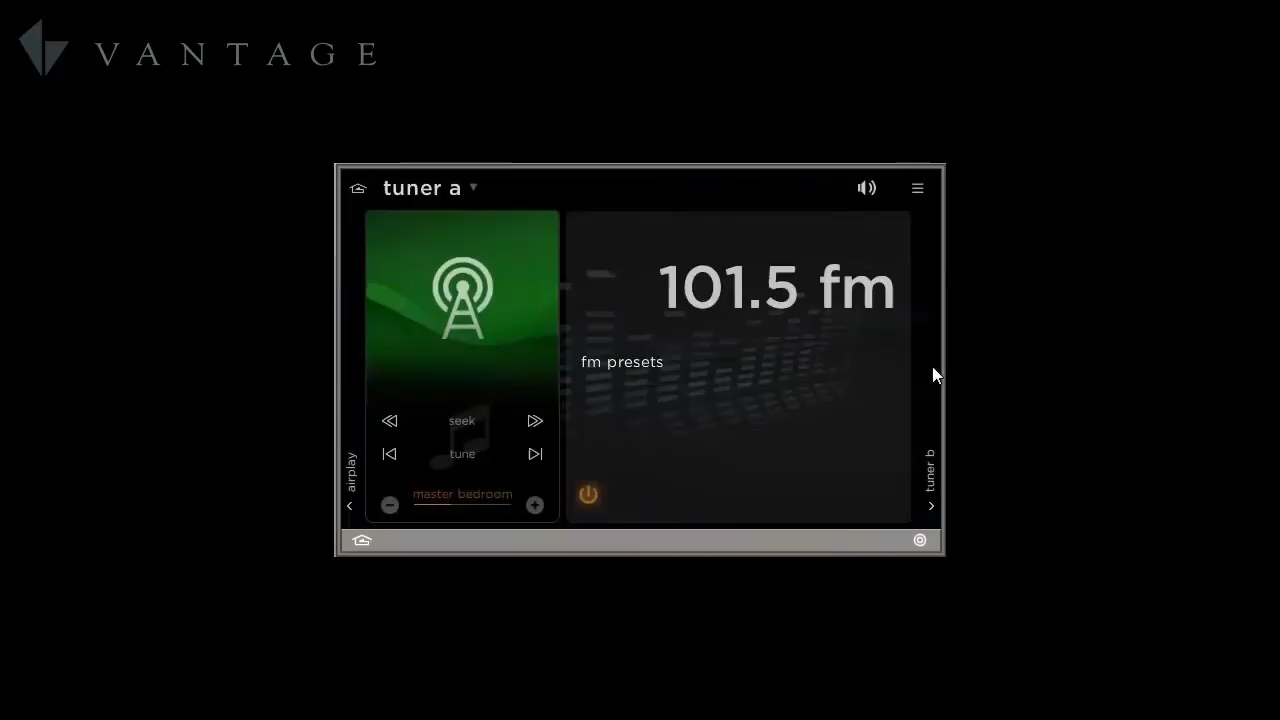 VANTAGE
tuner a
101.5 fm
fm presets
seek
tune
master bedroom
airplay
tuner b